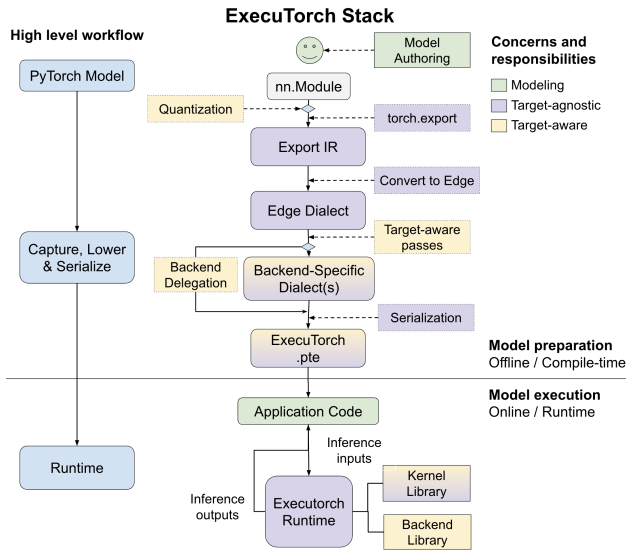 ExecuTorch Stack
High level workflow
PyTorch Model
Capture, Lower
& Serialize
Runtime
Model
Authoring
nn.Module
Quantization
torch.export
Export IR
Convert to Edge
Edge Dialect
Target-aware
passes
Backend
Delegation
Backend-Specific
Dialect(s)
Serialization
ExecuTorch
.pte
Concerns and
responsibilities
Modeling
Target-agnostic
Target-aware
Model preparation
Offline / Compile-time
Model execution
Online / Runtime
Application Code
Inference
inputs
Inference
outputs
Executorch
Runtime
Kernel
Library
Backend
Library